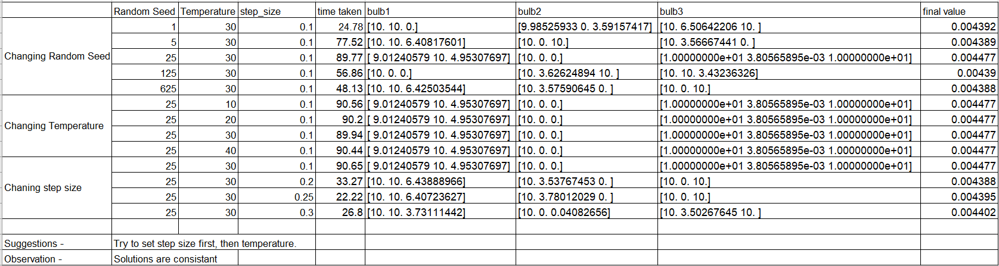 Random Seed Temperature step_size time taken bulb1 bulb2 bulb3 final value
1 30 0.1 24.78 [10. 10. 0.] [9.98525933 0. 3.59157417] [10. 6.50642206 10. ] 0.004392
5 30 0.1 77.52 [10. 10. 6.40817601] [10. 0. 10.] [10. 3.56667441 0. ] 0.004389
Changing Random Seed 25 30 0.1 89.77 [ 9.01240579 10. 4.95307697] [10. 0. 0.] [1.00000000e+01 3.80565895e-03 1.00000000e+01] 0.004477
125 30 0.1 56.86 [10. 0. 0.] [10. 3.62624894 10. ] [10. 10. 3.43236326] 0.00439
625 30 0.1 48.13 [10. 10. 6.42503544] [10. 3.57590645 0. ] [10. 0. 10.] 0.004388
25 10 0.1 90.56 [ 9.01240579 10. 4.95307697] [10. 0. 0.] [1.00000000e+01 3.80565895e-03 1.00000000e+01] 0.004477
Changing Temperature 25 20 0.1 90.2 [ 9.01240579 10. 4.95307697] [10. 0. 0.] [1.00000000e+01 3.80565895e-03 1.00000000e+01] 0.004477
25 30 0.1 89.94 [ 9.01240579 10. 4.95307697] [10. 0. 0.] [1.00000000e+01 3.80565895e-03 1.00000000e+01] 0.004477
25 40 0.1 90.44 [ 9.01240579 10. 4.95307697] [10. 0. 0.] [1.00000000e+01 3.80565895e-03 1.00000000e+01] 0.004477
25 30 0.1 90.65 [ 9.01240579 10. 4.95307697] [10. 0. 0.] [1.00000000e+01 3.80565895e-03 1.00000000e+01] 0.004477
Chaning step size 25 30 0.2 33.27 [10. 10. 6.43888966] [10. 3.53767453 0. ] [10. 0. 10.] 0.004388
25 30 0.25 22.22 [10. 10. 6.40723627] [10. 3.78012029 0. ] [10. 0. 10.] 0.004395
25 30 0.3 26.8 [10. 10. 3.73111442] [10. 0. 0.04082656] [10. 3.50267645 10. ] 0.004402
Suggestions - Try to set step size first, then temperature.
Observation - Solutions are consistant